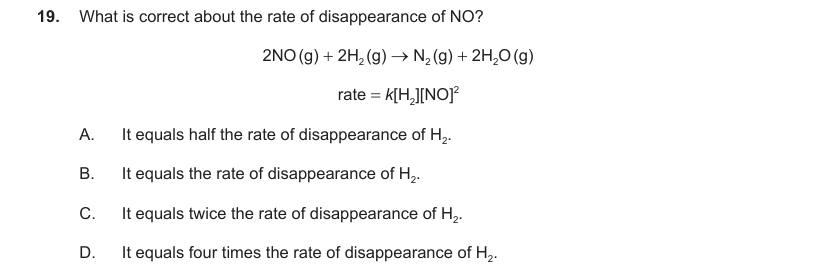 19. What is correct about the rate of disappearance of NO?
2NO (g) + 2H₂ (g) → N₂ (g) + 2H₂O (g)
rate = k[H₂][NO]²
A. It equals half the rate of disappearance of H₂.
B. It equals the rate of disappearance of H₂.
C. It equals twice the rate of disappearance of H₂.
D. It equals four times the rate of disappearance of H₂.